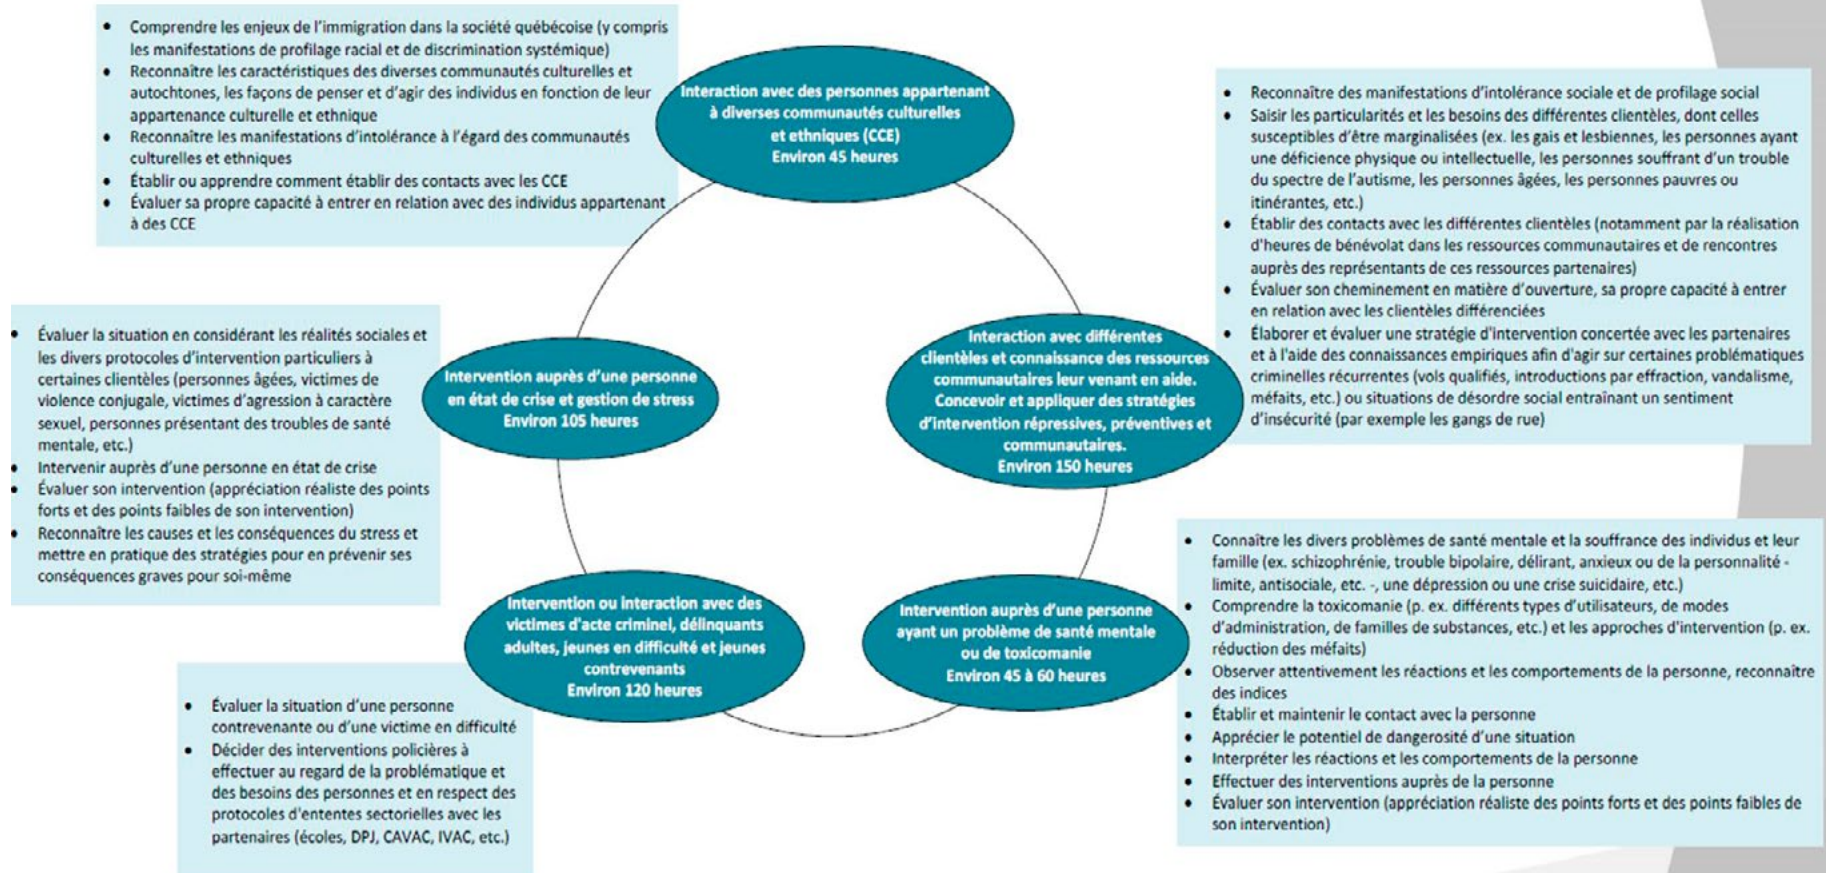 • Comprendre les enjeux de l’immigration dans la société québécoise (y compris
les manifestations de profilage racial et de discrimination systémique)
• Reconnaître les caractéristiques des diverses communautés culturelles et
autochtones, les façons de penser et d’agir des individus en fonction de leur
appartenance culturelle et ethnique
• Reconnaître les manifestations d’intolérance à l’égard des communautés
culturelles et ethniques
• Établir ou apprendre comment établir des contacts avec les CCE
• Évaluer sa propre capacité à entrer en relation avec des individus appartenant
à des CCE
Interaction avec des personnes appartenant
à diverses communautés culturelles
et ethniques (CCE)
Environ 45 heures
• Reconnaître des manifestations d’intolérance sociale et de profilage social
• Saisir les particularités et les besoins des différentes clientèles, dont celles
susceptibles d’être marginalisées (ex. les gais et lesbiennes, les personnes ayant
une déficience physique ou intellectuelle, les personnes souffrant d’un trouble
du spectre de l’autisme, les personnes âgées, les personnes pauvres ou
itinérantes, etc.)
• Établir des contacts avec les différentes clientèles (notamment par la réalisation
d'heures de bénévolat dans les ressources communautaires et de rencontres
auprès des représentants de ces ressources partenaires)
• Évaluer son cheminement en matière d’ouverture, sa propre capacité à entrer
en relation avec les clientèles différenciées
• Élaborer et évaluer une stratégie d'intervention concertée avec les partenaires
et à l'aide des connaissances empiriques afin d'agir sur certaines problématiques
criminelles récurrentes (vols qualifiés, introductions par effraction, vandalisme,
méfaits, etc.) ou situations de désordre social entraînant un sentiment
d’insécurité (par exemple les gangs de rue)
• Évaluer la situation en considérant les réalités sociales et
les divers protocoles d’intervention particuliers à
certaines clientèles (personnes âgées, victimes de
violence conjugale, victimes d’agression à caractère
sexuel, personnes présentant des troubles de santé
mentale, etc.)
• Intervenir auprès d’une personne en état de crise
• Évaluer son intervention (appréciation réaliste des points
forts et des points faibles de son intervention)
• Reconnaître les causes et les conséquences du stress et
mettre en pratique des stratégies pour en prévenir ses
conséquences graves pour soi-même
Intervention auprès d’une personne
en état de crise et gestion de stress
Environ 105 heures
Interaction avec différentes
clientèles et connaissance des ressources
communautaires leur venant en aide.
Concevoir et appliquer des stratégies
d’intervention répressives, préventives et
communautaires.
Environ 150 heures
Intervention ou interaction avec des
victimes d'acte criminel, délinquants
adultes, jeunes en difficulté et jeunes
contrevenants
Environ 120 heures
Intervention auprès d’une personne
ayant un problème de santé mentale
ou de toxicomanie
Environ 45 à 60 heures
• Connaître les divers problèmes de santé mentale et la souffrance des individus et leur
famille (ex. schizophrénie, trouble bipolaire, délirant, anxieux ou de la personnalité -
limite, antisociale, etc. -, une dépression ou une crise suicidaire, etc.)
• Comprendre la toxicomanie (p. ex. différents types d’utilisateurs, de modes
d’administration, de familles de substances, etc.) et les approches d'intervention (p. ex.
réduction des méfaits)
• Observer attentivement les réactions et les comportements de la personne, reconnaître
des indices
• Établir et maintenir le contact avec la personne
• Apprécier le potentiel de dangerosité d’une situation
• Interpréter les réactions et les comportements de la personne
• Effectuer des interventions auprès de la personne
• Évaluer son intervention (appréciation réaliste des points forts et des points faibles de
son intervention)
• Évaluer la situation d’une personne
contrevenante ou d’une victime en difficulté
• Décider des interventions policières à
effectuer au regard de la problématique et
des besoins des personnes et en respect des
protocoles d'ententes sectorielles avec les
partenaires (écoles, DPJ, CAVAC, IVAC, etc.)